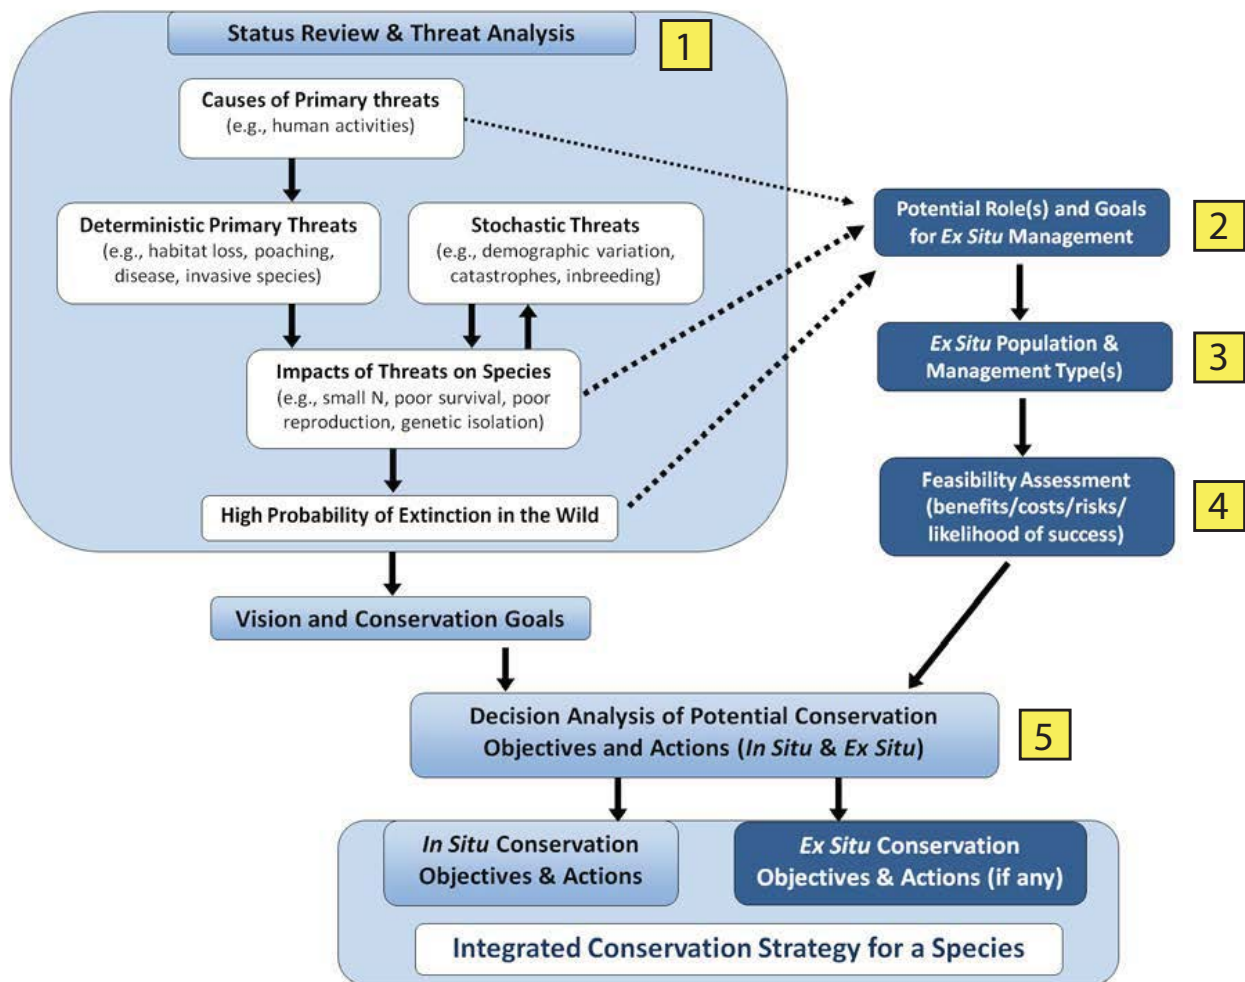 Status Review & Threat Analysis
1
Causes of Primary threats
(e.g., human activities)
Deterministic Primary Threats
(e.g., habitat loss, poaching,
disease, invasive species)
Stochastic Threats
(e.g., demographic variation,
catastrophes, inbreeding)
Impacts of Threats on Species
(e.g., small N, poor survival, poor
reproduction, genetic isolation)
High Probability of Extinction in the Wild
Potential Role(s) and Goals
for Ex Situ Management
2
Ex Situ Population &
Management Type(s)
3
Feasibility Assessment
(benefits/costs/risks/
likelihood of success)
4
Vision and Conservation Goals
Decision Analysis of Potential Conservation
Objectives and Actions (In Situ & Ex Situ)
5
In Situ Conservation
Objectives & Actions
Ex Situ Conservation
Objectives & Actions (if any)
Integrated Conservation Strategy for a Species